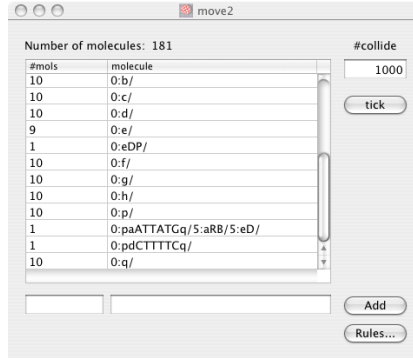 move2
Number of molecules: 181
#collide
#mols molecule
1000
10 0:b/
10 0:c/
tick
10 0:d/
9 0:e/
1 0:eDP/
10 0:f/
10 0:g/
10 0:h/
10 0:p/
1 0:paATTATGq/5:aRB/5:eD/
1 0:pdCTTTTCq/
10 0:q/
Add
Rules...